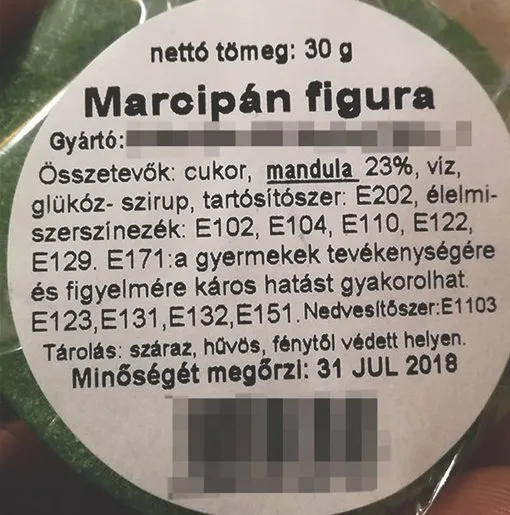 nettó tömeg: 30 g
Marcipán figura
Gyártó:
Összetevők: cukor, mandula 23%, víz,
glükóz- szirup, tartósítószer: E202, élelmi-
szerszínezék: E102, E104, E110, E122,
E129. E171:a gyermekek tevékenységére
és figyelmére káros hatást gyakorolhat.
E123,E131,E132,E151.Nedvesítőszer:E1103
Tárolás: száraz, hűvös, fénytől védett helyen.
Minőségét megőrzi: 31 JUL 2018